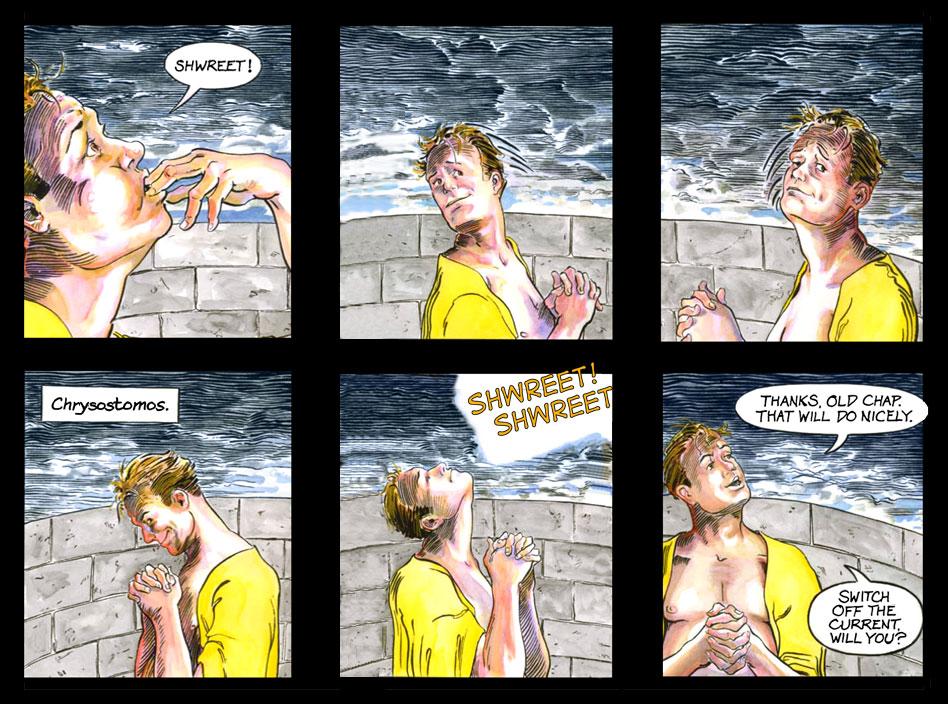 SHWREET!
Chrysostomos.
SHWREET!
SHWREET
THANKS, OLD CHAP.
THAT WILL DO NICELY.
SWITCH
OFF THE
CURRENT,
WILL YOU?